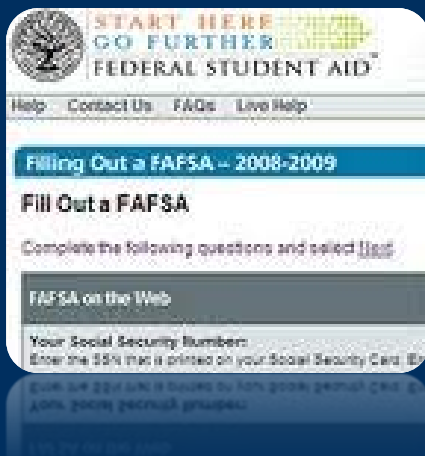 START HERE
GO FURTHER
FEDERAL STUDENT AID
Help Contact Us FAQs Live Help
Filling Out a FAFSA – 2008-2009
Fill Out a FAFSA
Complete the following questions and select Next
FAFSA on the Web
Your Social Security Number:
Enter the SSN that is printed on your Social Security Card.